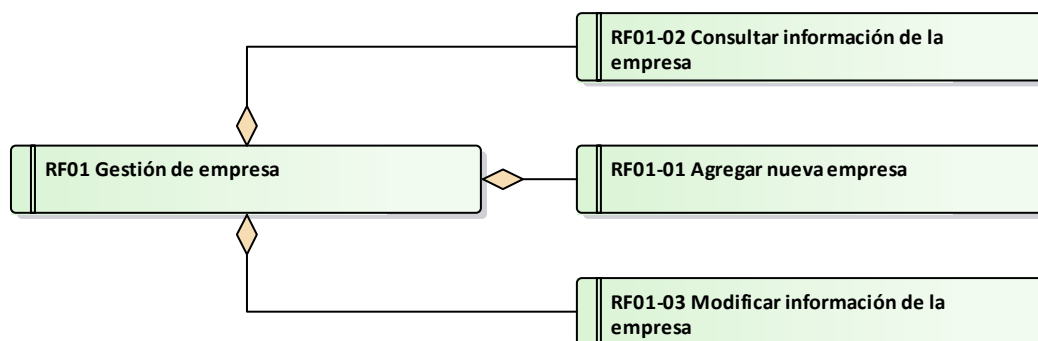 RF01-02 Consultar información de la
empresa
RF01 Gestión de empresa
RF01-01 Agregar nueva empresa
RF01-03 Modificar información de la
empresa